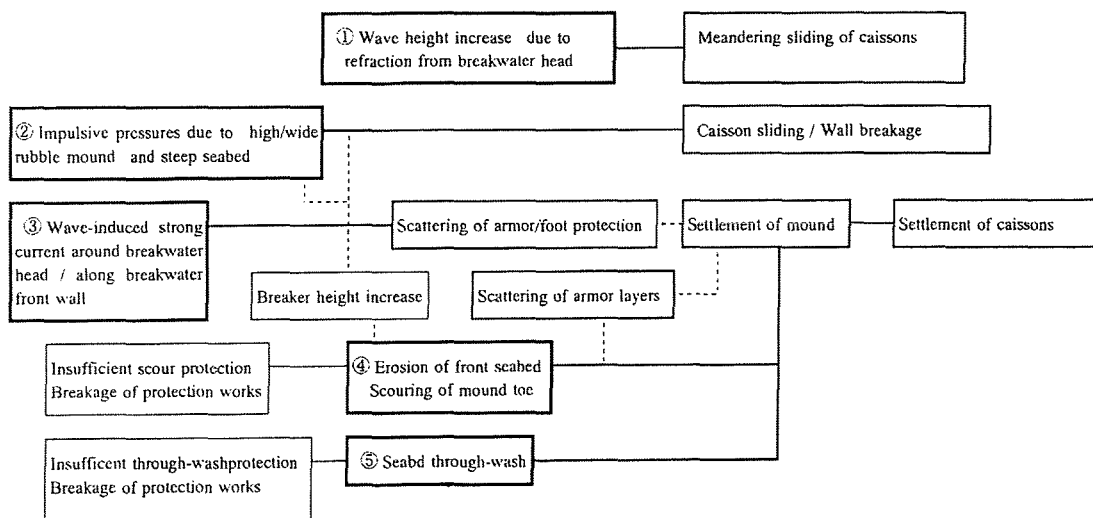 ① Wave height increase due to
refraction from breakwater head
Meandering sliding of caissons
② Impulsive pressures due to high/wide
rubble mound and steep seabed
Caisson sliding / Wall breakage
③ Wave-induced strong
current around breakwater
head / along breakwater
front wall
Scattering of armor/foot protection
Settlement of mound
Settlement of caissons
Breaker height increase
Scattering of armor layers
Insufficient scour protection
Breakage of protection works
④ Erosion of front seabed
Scouring of mound toe
Insufficent through-washprotection
Breakage of protection works
⑤ Seabd through-wash